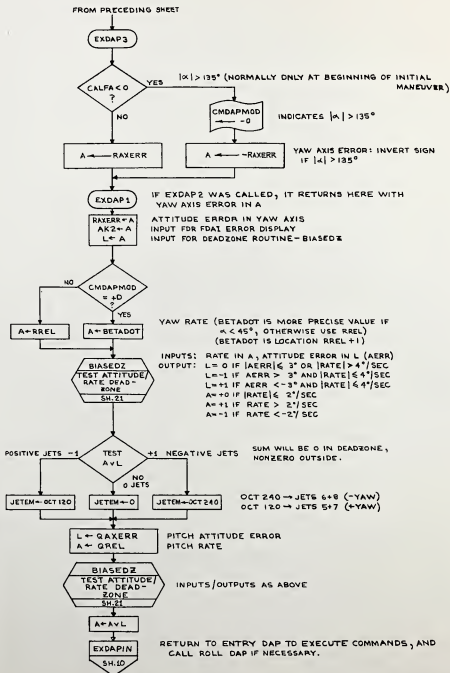 FROM PRECEDING SHEET
EXDAP3
CALFA<0
?
YES
NO
|α|>135° (NORMALLY ONLY AT BEGINNING OF INITIAL
MANEUVER)
CMDAPMOD
← -0
INDICATES |α|>135°
A ← RAXERR
A ← -RAXERR
YAW AXIS ERROR: INVERT SIGN
IF |α|>135°
EXDAP1
IF EXDAP2 WAS CALLED, IT RETURNS HERE WITH
YAW AXIS ERROR IN A
RAXERR←A
AK2←A
L←A
ATTITUDE ERROR IN YAW AXIS
INPUT FOR FDAI ERROR DISPLAY
INPUT FOR DEADZONE ROUTINE-BIASEDZ
NO
CMDAPMOD
= +0
?
YES
A←RREL
A←BETADOT
YAW RATE (BETADOT IS MORE PRECISE VALUE IF
α<45°, OTHERWISE USE RREL)
(BETADOT IS LOCATION RREL+1)
BIASEDZ
TEST ATTITUDE/
RATE DEAD-
ZONE
SH.21
INPUTS: RATE IN A, ATTITUDE ERROR IN L (AERR)
OUTPUT: L=0 IF |AERR|≤3° OR |RATE|>4°/SEC
L=-1 IF AERR > 3° AND |RATE|≤4°/SEC
L=+1 IF AERR <-3° AND |RATE|≤4°/SEC
A=+0 IF |RATE|≤ 2°/SEC
A=+1 IF RATE > 2°/SEC
A=-1 IF RATE <-2°/SEC
POSITIVE JETS -1
TEST
AvL
+1 NEGATIVE JETS
NO
0 JETS
SUM WILL BE 0 IN DEADZONE,
NONZERO OUTSIDE.
JETEM←OCT 120
JETEM←0
JETEM←OCT 240
OCT 240 → JETS 6+8 (-YAW)
OCT 120 → JETS 5+7 (+YAW)
L ← QAXERR
A ← QREL
PITCH ATTITUDE ERROR
PITCH RATE
BIASEDZ
TEST ATTITUDE/
RATE DEAD-
ZONE
SH.21
INPUTS/OUTPUTS AS ABOVE
A←AvL
EXDAPIN
SH.10
RETURN TO ENTRY DAP TO EXECUTE COMMANDS, AND
CALL ROLL DAP IF NECESSARY.